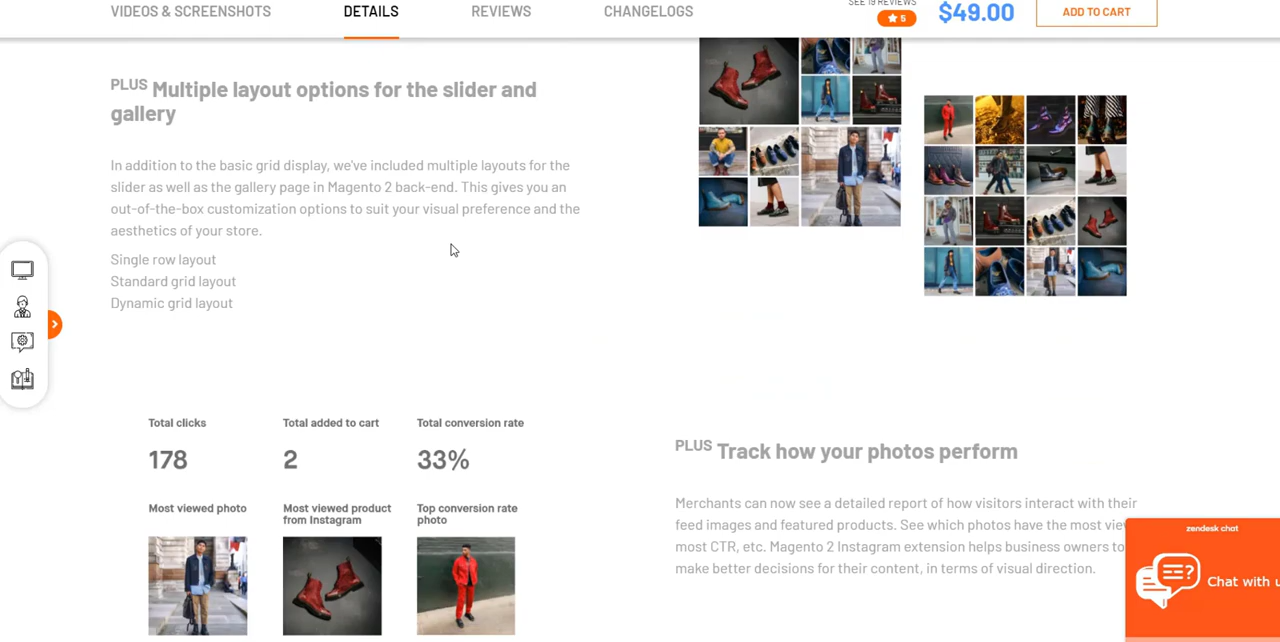 VIDEOS & SCREENSHOTS DETAILS REVIEWS CHANGELOGS
SEE 19 REVIEWS
5
$49.00
ADD TO CART
PLUS Multiple layout options for the slider and
gallery
In addition to the basic grid display, we've included multiple layouts for the
slider as well as the gallery page in Magento 2 back-end. This gives you an
out-of-the-box customization options to suit your visual preference and the
aesthetics of your store.
Single row layout
Standard grid layout
Dynamic grid layout
Total clicks Total added to cart Total conversion rate
178 2 33%
Most viewed photo Most viewed product Top conversion rate
from Instagram photo
PLUS Track how your photos perform
Merchants can now see a detailed report of how visitors interact with their
feed images and featured products. See which photos have the most
most CTR, etc. Magento 2 Instagram extension helps business owners to
make better decisions for their content, in terms of visual direction.
zendesk chat
Chat with